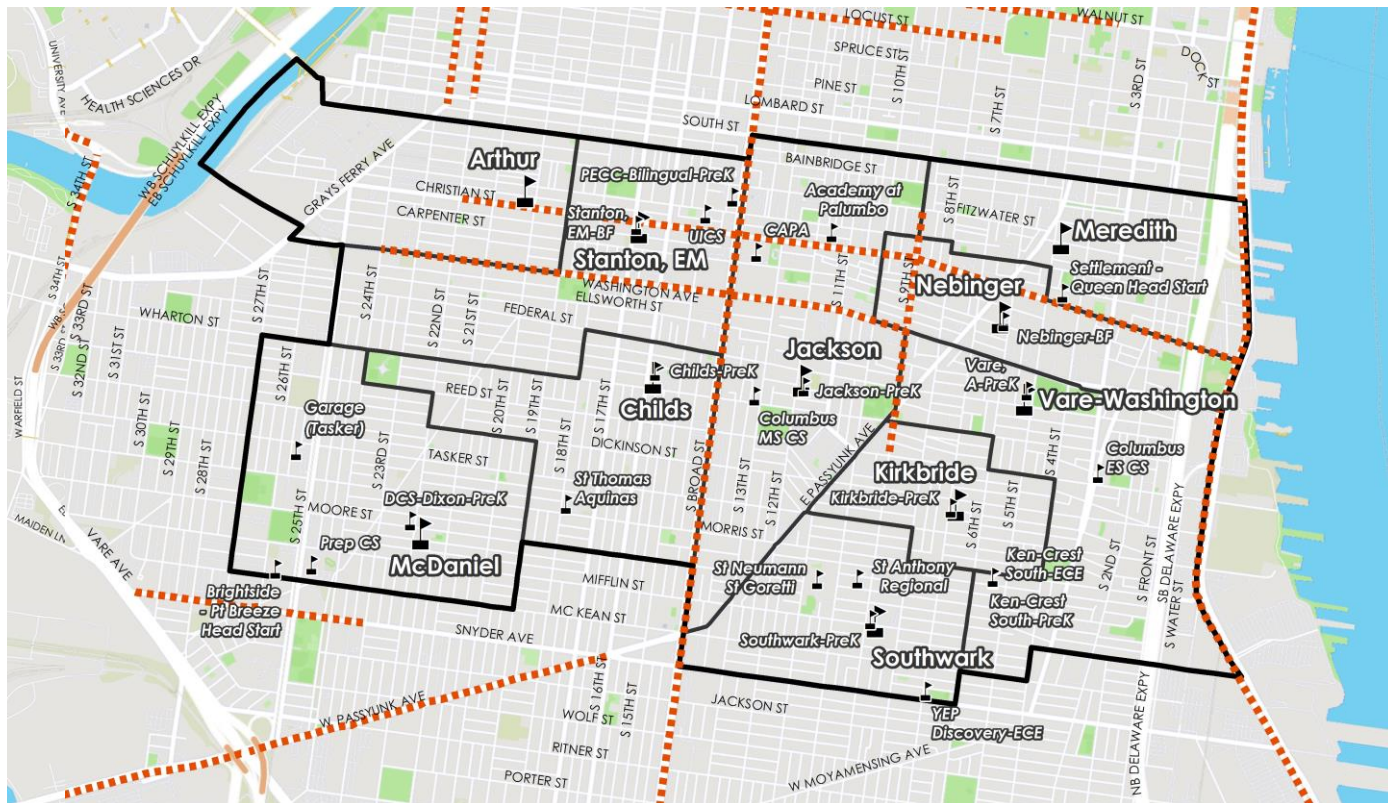 LOCUST ST
WALNUT ST
UNIVERSITY AVE
HEALTH SCIENCES DR
SPRUCE ST
S 10TH ST
DOCK ST
PINE ST
S 3RD ST
LOMBARD ST
S 7TH ST
SOUTH ST
WB SCHUYLKILL EXPY
EB SCHUYLKILL EXPY
S 34TH ST
GRAYS FERRY AVE
Arthur
PECC-Bilingual-PreK
BAINBRIDGE ST
Academy at
Palumbo
S 8TH ST
FITZWATER ST
CHRISTIAN ST
CARPENTER ST
Stanton,
EM-BF
UICS
CAPA
Meredith
Stanton, EM
Settlement -
Queen Head Start
S 27TH ST
S 24TH ST
WASHINGTON AVE
ELLSWORTH ST
S 11TH ST
S 9TH ST
Nebinger
S 34TH ST
S 33RD ST
WHARTON ST
S 22ND ST
S 21ST ST
FEDERAL ST
Nebinger-BF
S 33RD ST
S 32ND ST
S 31ST ST
S 26TH ST
REED ST
S 20TH ST
S 19TH ST
S 17TH ST
Childs-PreK
Childs
Jackson
Jackson-PreK
Vare,
A-PreK
Vare-Washington
WARFIELD ST
S 30TH ST
S 29TH ST
S 28TH ST
Garage
(Tasker)
S 23RD ST
TASKER ST
S 18TH ST
DICKINSON ST
S BROAD ST
Columbus
MS CS
E PASSYUNK AVE
S 4TH ST
Columbus
ES CS
Kirkbride
Kirkbride-PreK
S 13TH ST
S 12TH ST
S 6TH ST
S 5TH ST
DCS-Dixon-PreK
St Thomas
Aquinas
MOORE ST
S 25TH ST
MORRIS ST
MAIDEN LN
VARE AVE
Prep CS
McDaniel
MIFFLIN ST
St Neumann
St Goretti
St Anthony
Regional
Ken-Crest
South-ECE
Ken-Crest
South-PreK
S 2ND ST
S FRONT ST
SB DELAWARE EXPY
S WATER ST
Brightside
- Pt Breeze
Head Start
MC KEAN ST
SNYDER AVE
Southwark-PreK
Southwark
W PASSYUNK AVE
S 16TH ST
S 15TH ST
WOLF ST
JACKSON ST
YEP
Discovery-ECE
NB DELAWARE EXPY
RITNER ST
W MOYAMENSING AVE
PORTER ST